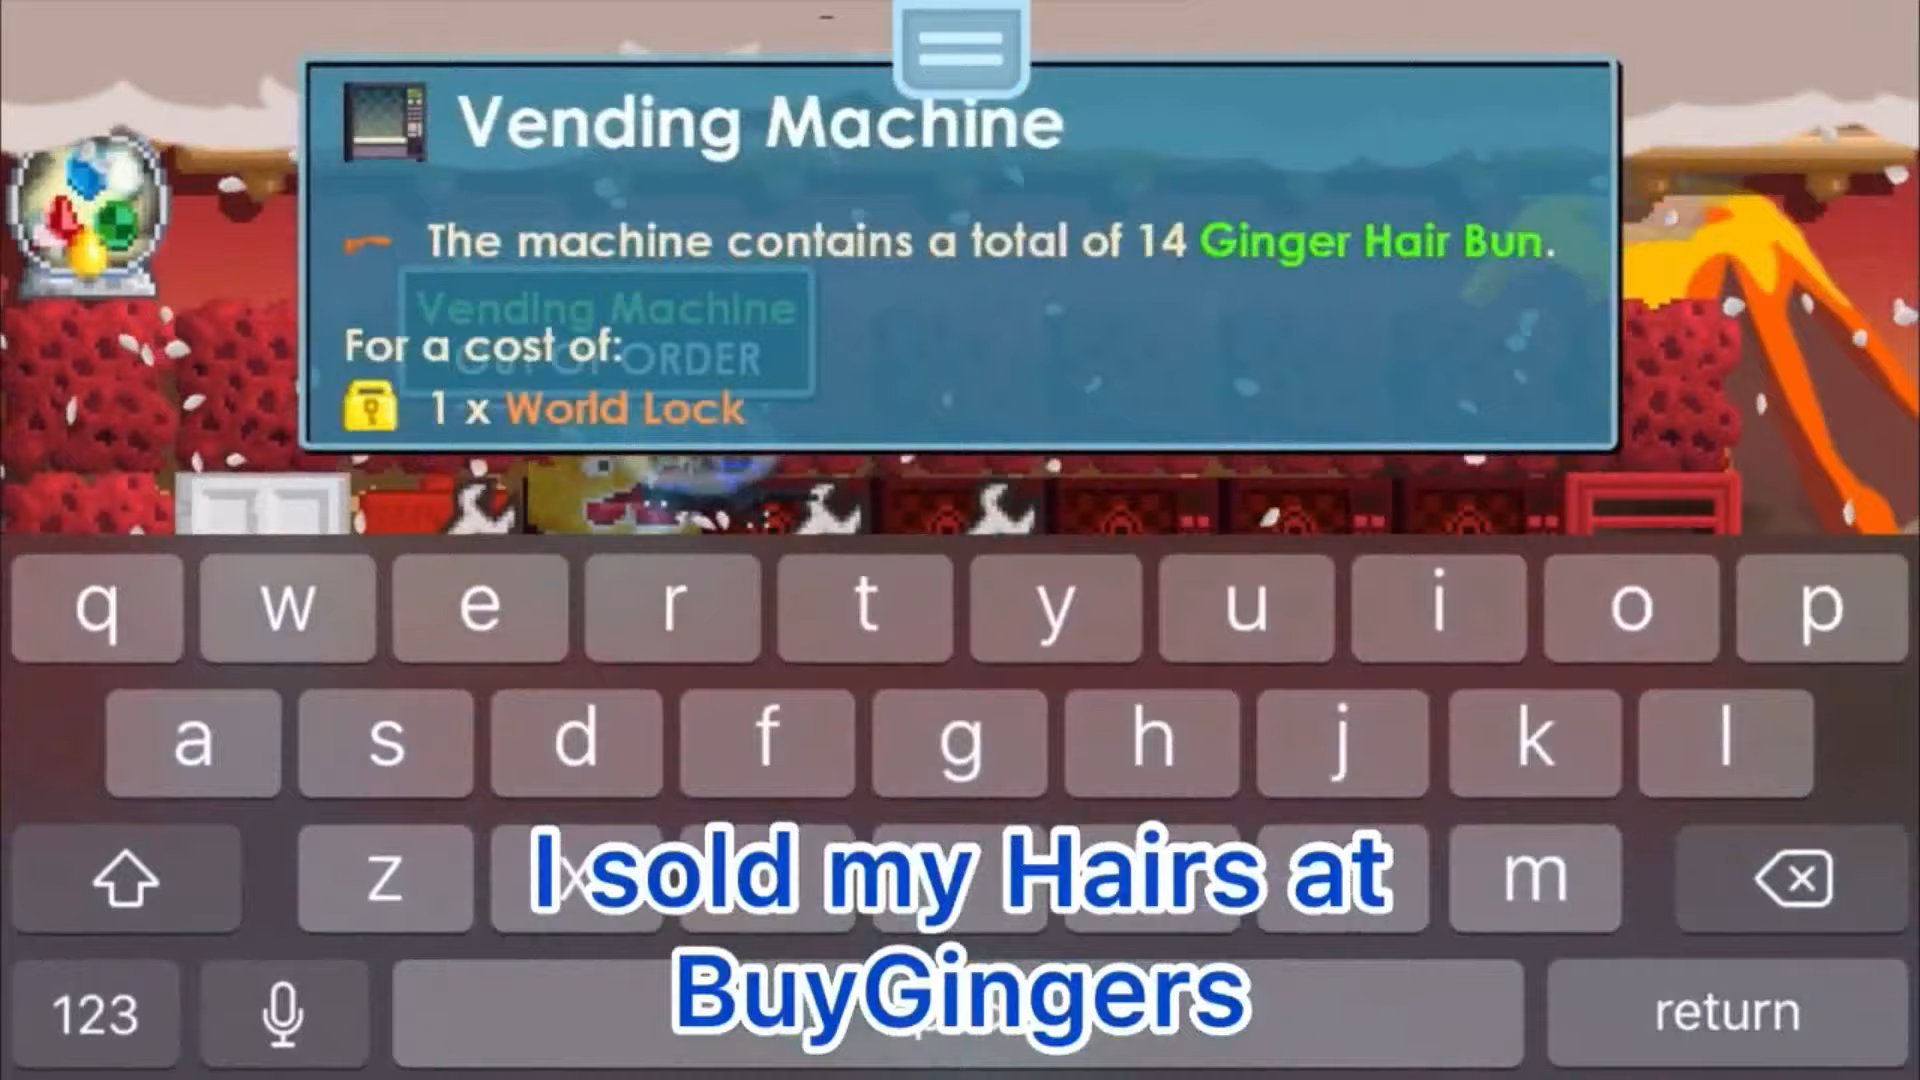 Vending Machine
The machine contains a total of 14 Ginger Hair Bun.
Vending Machine
For a cost of:
ORDER
1 x World Lock
q w e r t y u i o p
a s d f g h j k l
z x m
I sold my Hairs at
BuyGingers
123 return